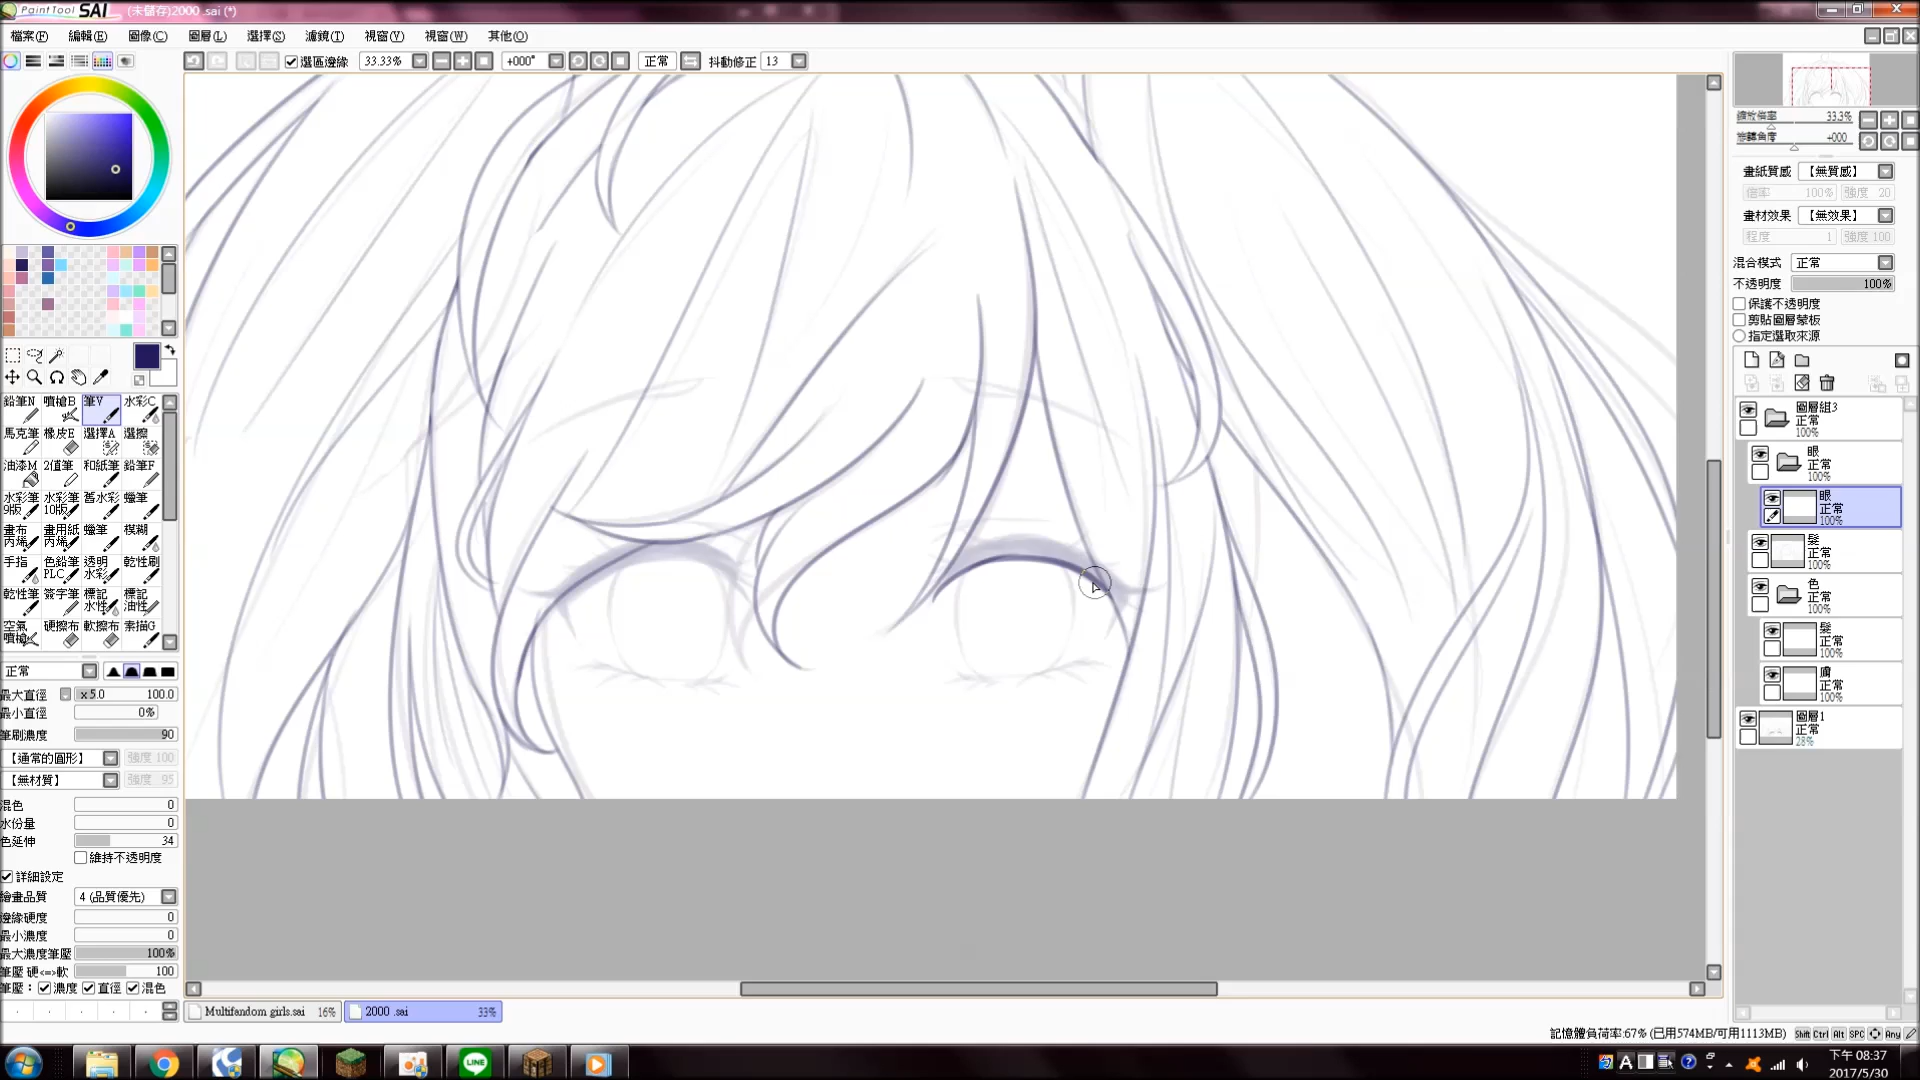 PaintTool SAI (未儲存)2000 .sai (*)
檔案(F) 編輯(E) 圖像(C) 圖層(L) 選擇(S) 濾鏡(T) 視窗(V) 視窗(W) 其他(O)
選區邊緣 33.33% +000° 正常 抖動修正 13
縮放倍率 33.3%
旋轉角度 +000
畫紙質感 【無質感】
倍率 100% 強度 20
畫材效果 【無效果】
程度 1 強度 100
混合模式 正常
不透明度 100%
保護不透明度
剪貼圖層蒙板
指定選取來源
圖層組3
正常
100%
眼
正常
100%
眼
正常
100%
髮
正常
100%
色
正常
100%
髮
正常
100%
膚
正常
100%
圖層1
正常
28%
鉛筆N 噴槍B 筆V 水彩C
馬克筆 橡皮E 選擇A 選擦
油漆M 2值筆 和紙筆 鉛筆F
水彩筆 9版 水彩筆 10版 舊水彩 蠟筆
畫布 丙烯 畫用紙 丙烯 蠟筆 模湖
手指 色鉛筆 PLC 透明 水彩 乾性刷
乾性筆 簽字筆 標記 水性 標記 油性
空氣 噴槍 硬擦布 軟擦布 素描G
正常
最大直徑 x 5.0 100.0
最小直徑 0%
筆刷濃度 90
【通常的圓形】 強度 100
【無材質】 強度 95
混色 0
水份量 0
色延伸 34
維持不透明度
詳細設定
繪畫品質 4 (品質優先)
邊緣硬度 0
最小濃度 0
最大濃度筆壓 100%
筆壓 硬<=>軟 100
筆壓： 濃度 直徑 混色
Multifandom girls.sai 16% 2000 .sai 33%
記憶體負荷率:67% (已用574MB/可用1113MB) Shift Ctrl Alt SPC Any
LINE
A
下午 08:37
2017/5/30